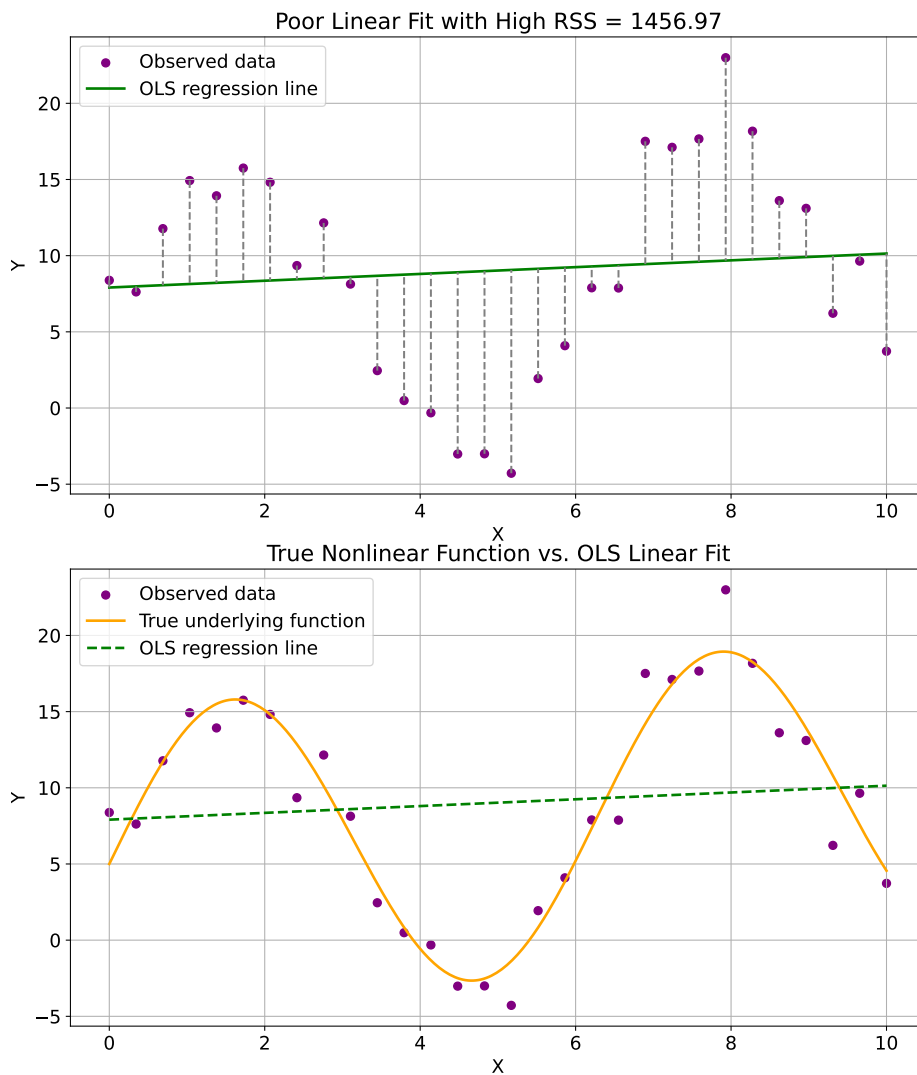 Poor Linear Fit with High RSS = 1456.97
Observed data
OLS regression line
Y
20
15
10
5
0
−5
0 2 4 6 8 10
X
True Nonlinear Function vs. OLS Linear Fit
Observed data
True underlying function
OLS regression line
Y
20
15
10
5
0
−5
0 2 4 6 8 10
X